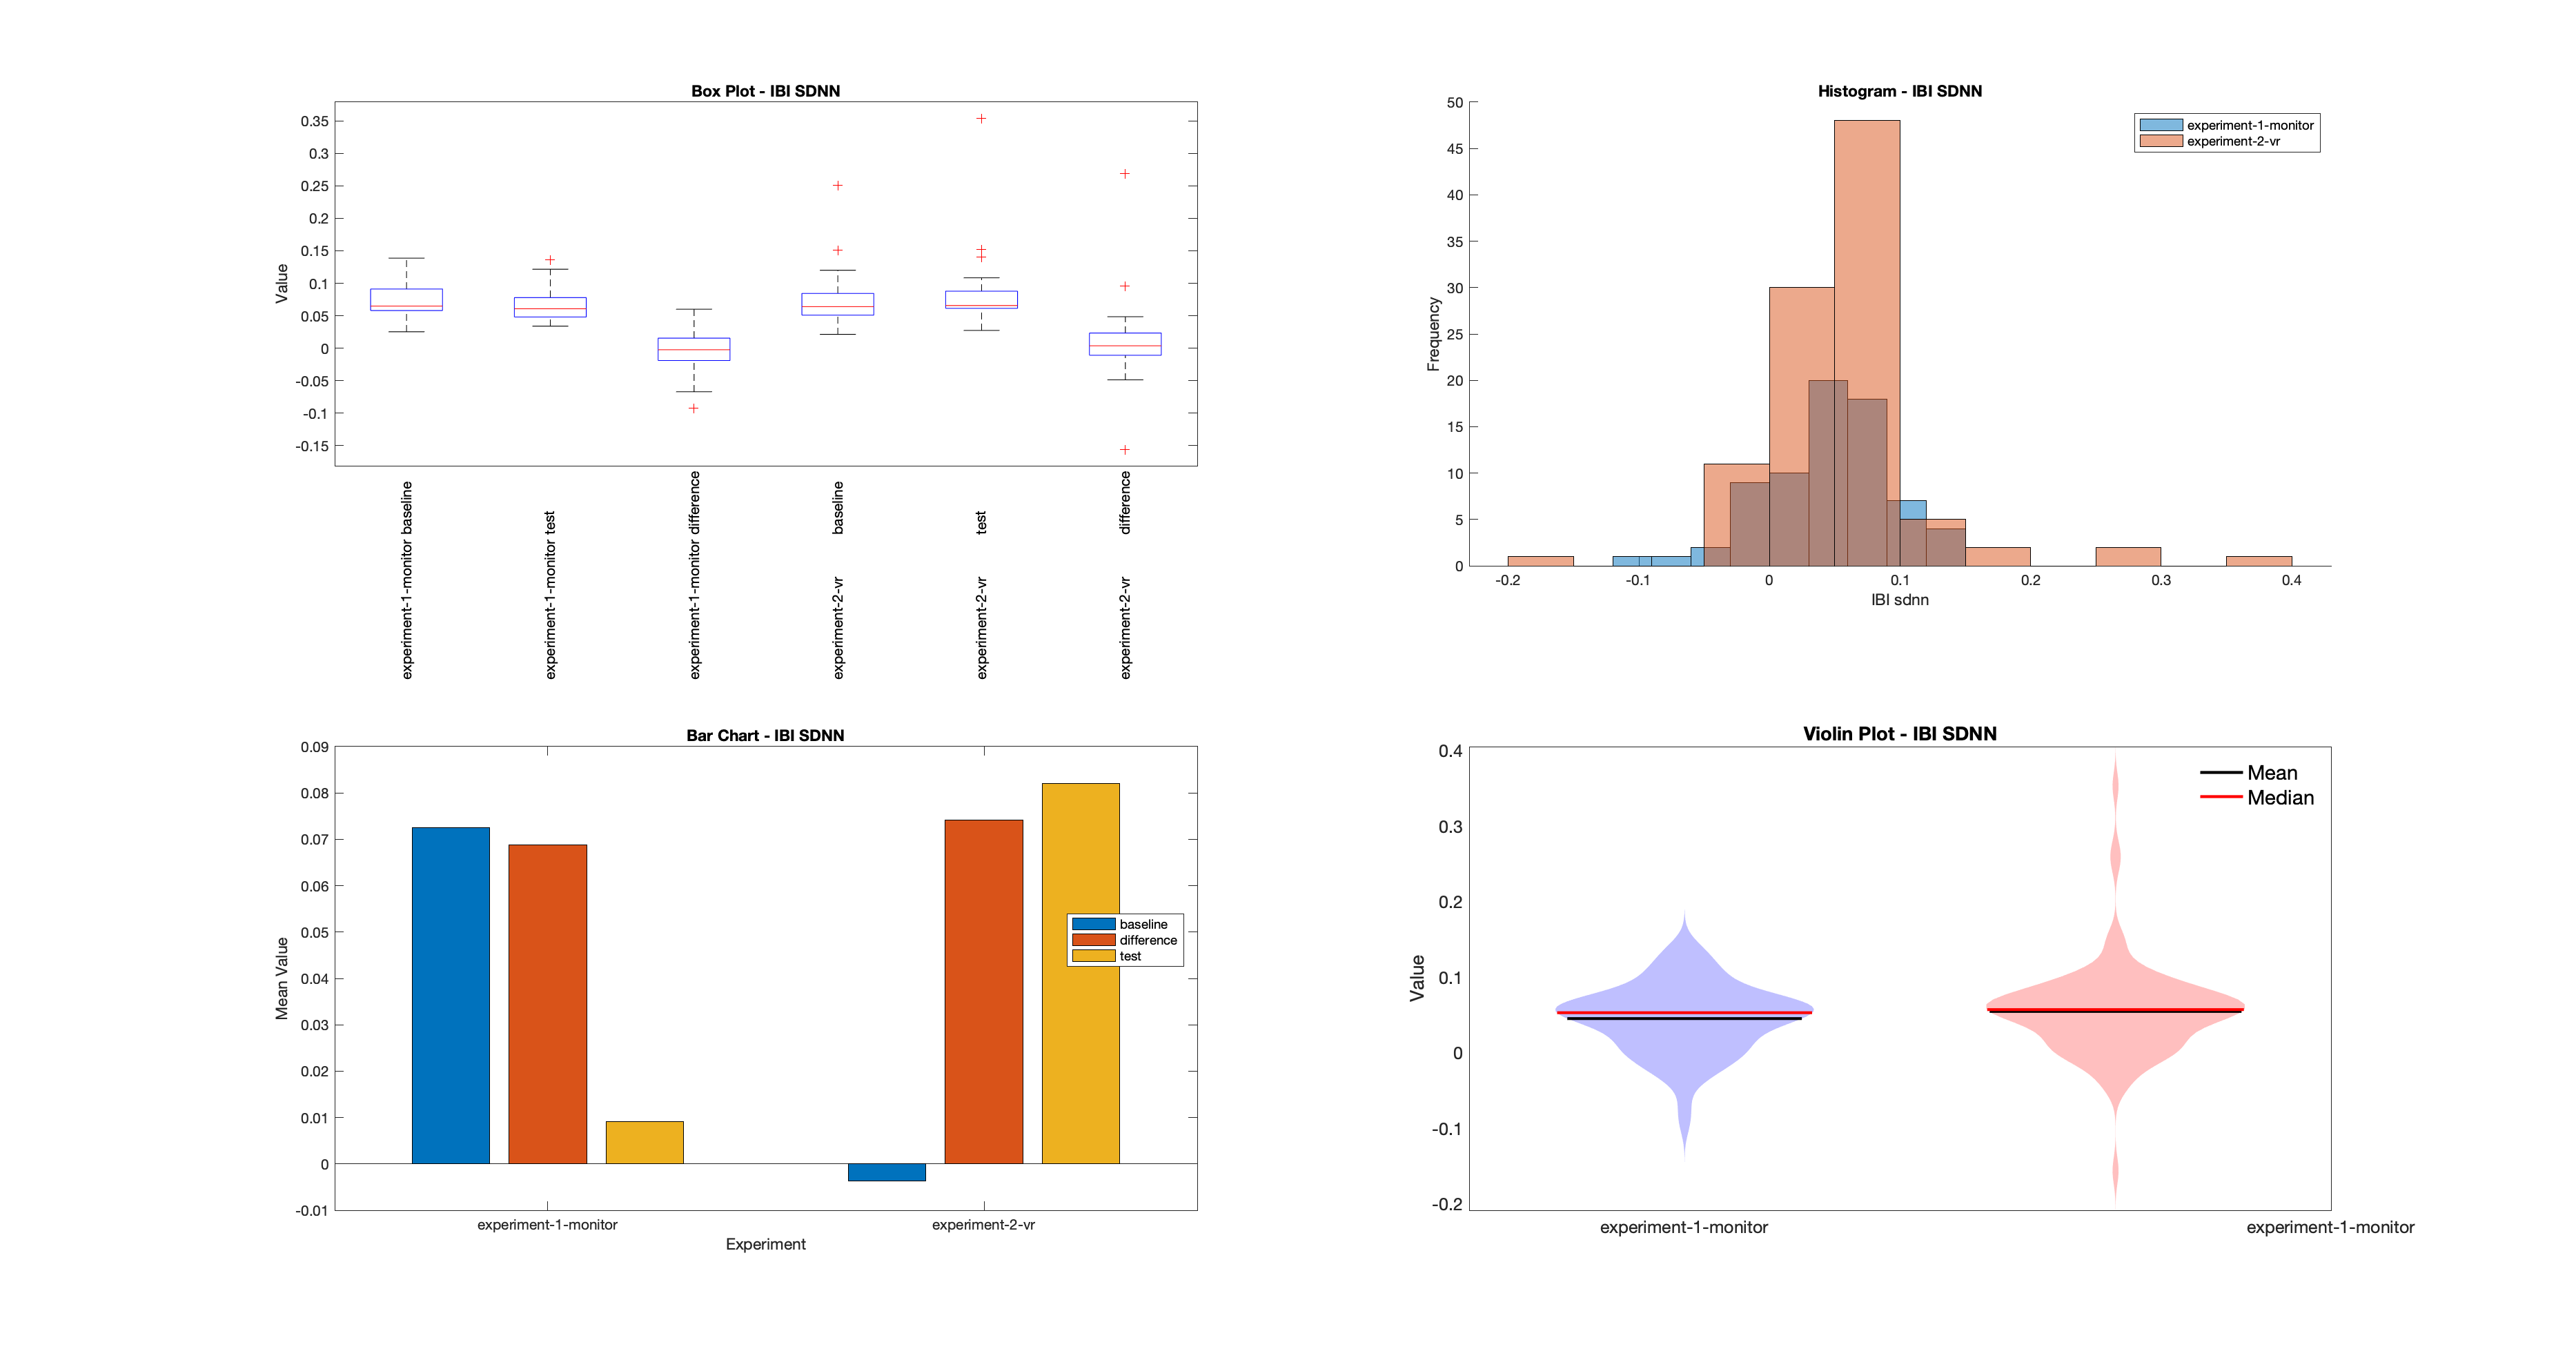 Box Plot - IBI SDNN
0.35
0.3
0.25
0.2
0.15
0.1
0.05
0
-0.05
-0.1
-0.15
Value
experiment-1-monitor baseline
experiment-1-monitor test
experiment-1-monitor difference
experiment-2-vr baseline
experiment-2-vr test
experiment-2-vr difference
Histogram - IBI SDNN
50
45
40
35
30
25
20
15
10
5
0
Frequency
experiment-1-monitor
experiment-2-vr
-0.2
-0.1
0
0.1
0.2
0.3
0.4
IBI sdnn
Bar Chart - IBI SDNN
0.09
0.08
0.07
0.06
0.05
0.04
0.03
0.02
0.01
0
-0.01
Mean Value
baseline
difference
test
experiment-1-monitor
experiment-2-vr
Experiment
Violin Plot - IBI SDNN
0.4
0.3
0.2
0.1
0
-0.1
-0.2
Value
Mean
Median
experiment-1-monitor
experiment-1-monitor